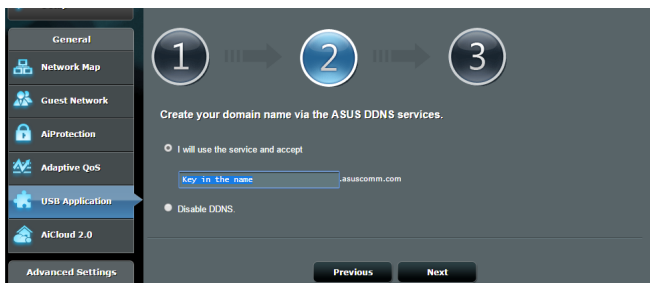 General
Network Map
Guest Network
AiProtection
Adaptive QoS
USB Application
AiCloud 2.0
Advanced Settings
1
2
3
Create your domain name via the ASUS DDNS services.
I will use the service and accept
Key in the name .asuscomm.com
Disable DDNS.
Previous Next